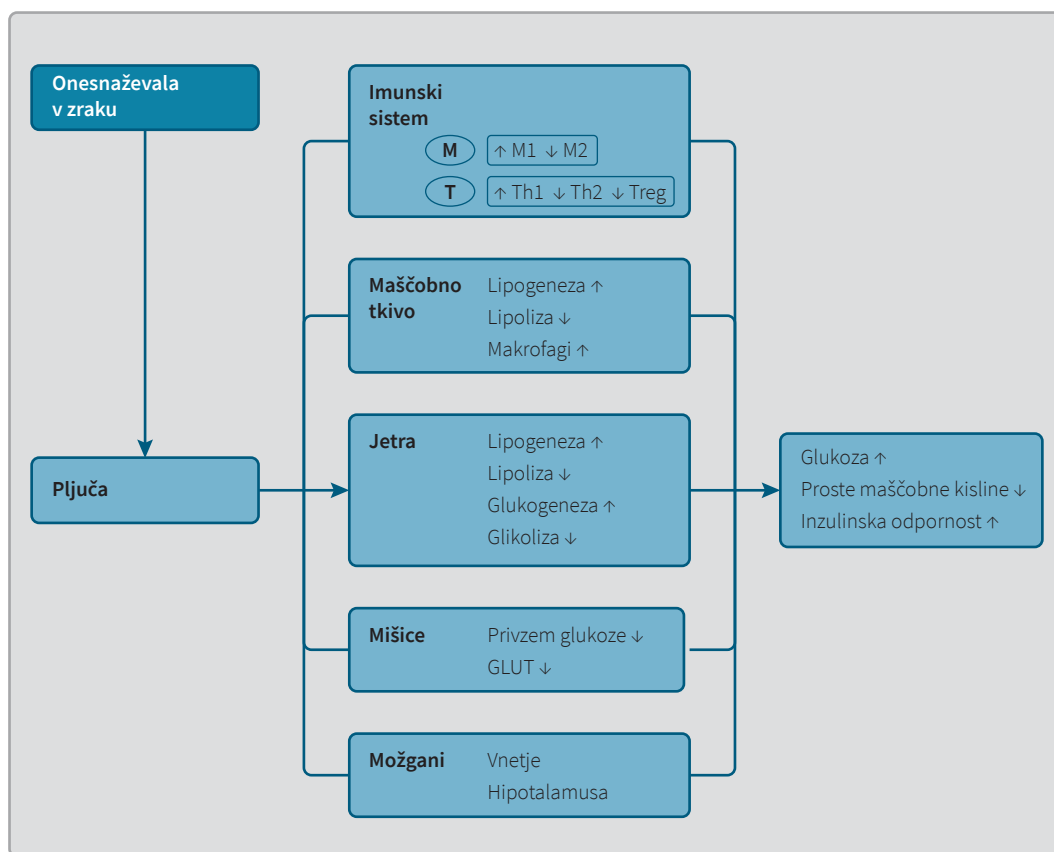 Onesnaževala
v zraku
Pljuča
Imunski
sistem
M ↑ M1 ↓ M2
T ↑ Th1 ↓ Th2 ↓ Treg
Maščobno
tkivo
Lipogeneza ↑
Lipoliza ↓
Makrofagi ↑
Jetra
Lipogeneza ↑
Lipoliza ↓
Glukogeneza ↑
Glikoliza ↓
Mišice
Privzem glukoze ↓
GLUT ↓
Možgani
Vnetje
Hipotalamusa
Glukoza ↑
Proste maščobne kisline ↓
Inzulinska odpornost ↑